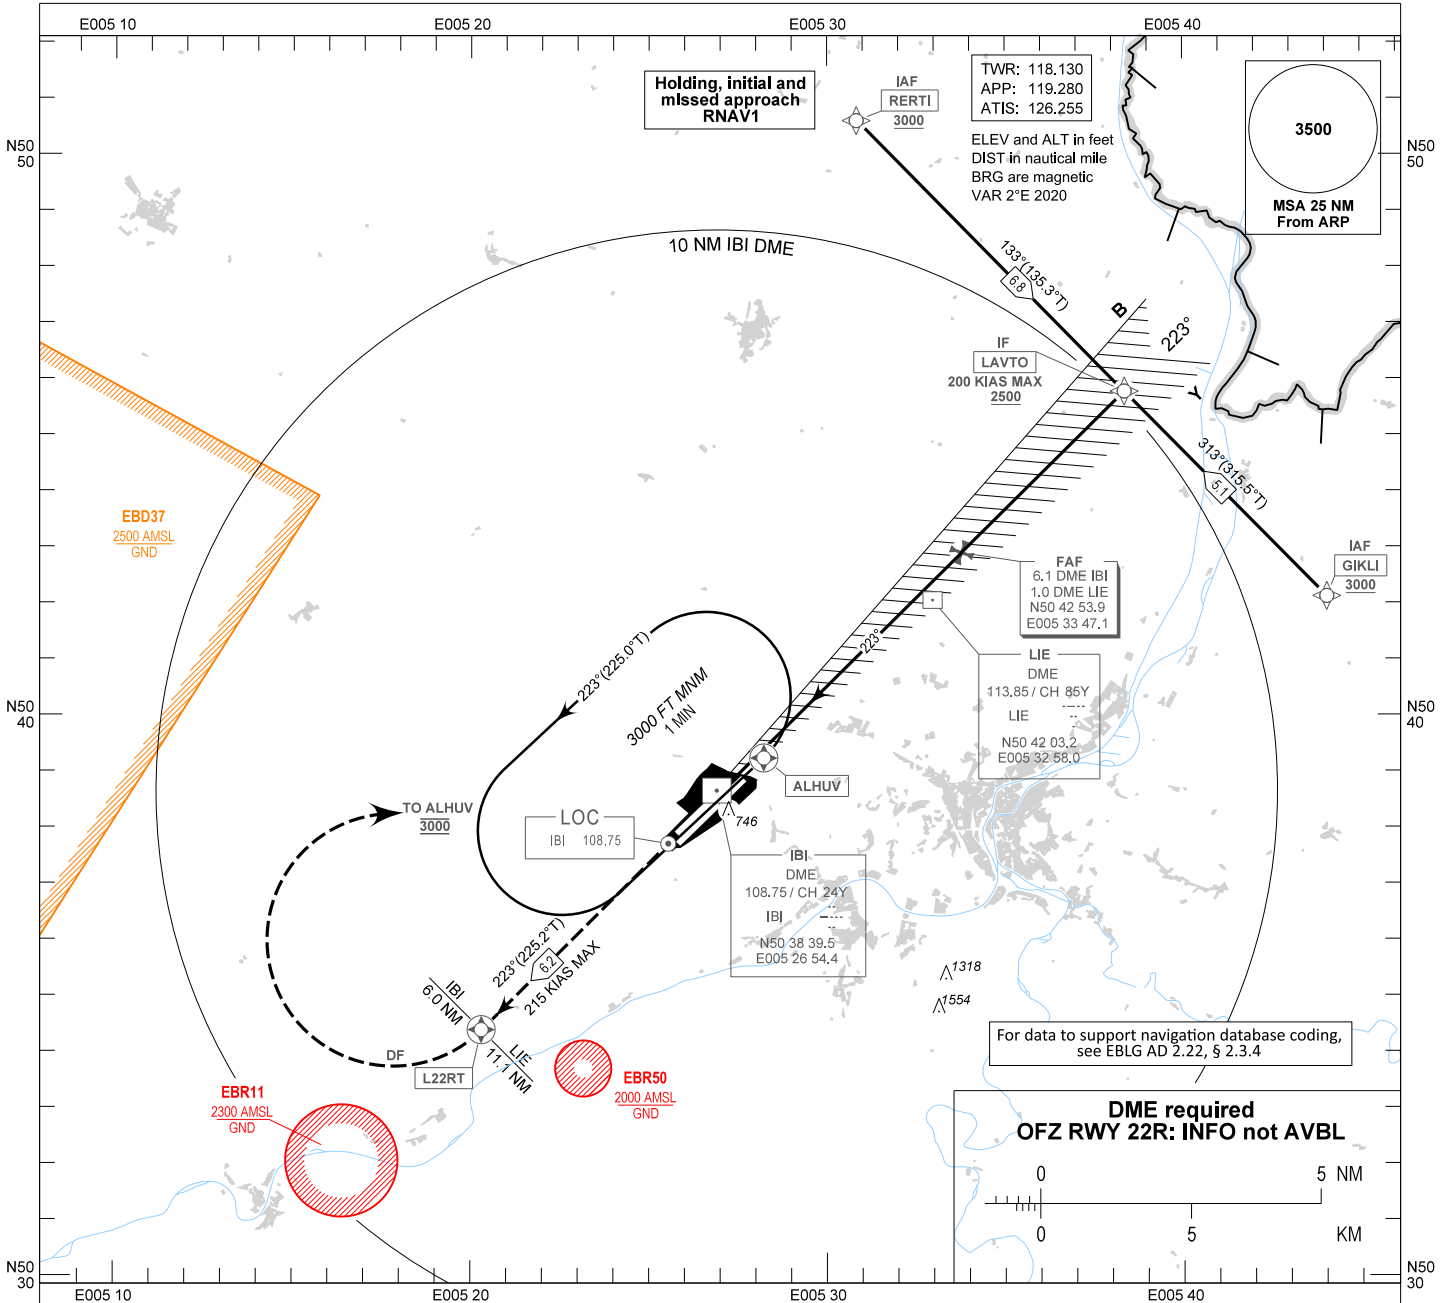 E005 10
E005 20
E005 30
E005 40
Holding, initial and
missed approach
RNAV1
IAF
RERTI
3000
TWR: 118.130
APP: 119.280
ATIS: 126.255
ELEV and ALT in feet
DIST in nautical mile
BRG are magnetic
VAR 2°E 2020
3500
MSA 25 NM
From ARP
N50
50
N50
50
10 NM IBI DME
133°(135.3°T)
6.8
B
223°
Y
IF
LAVTO
200 KIAS MAX
2500
313°(315.5°T)
5.1
IAF
GIKLI
3000
EBD37
2500 AMSL
GND
FAF
6.1 DME IBI
1.0 DME LIE
N50 42 53.9
E005 33 47.1
223°
LIE
DME
113.85 / CH 85Y
LIE
N50 42 03.2
E005 32 58.0
223°(225.0°T)
3000 FT MNM
1 MIN
N50
40
N50
40
ALHUV
TO ALHUV
3000
LOC
IBI 108.75
746
IBI
DME
108.75 / CH 24Y
IBI
N50 38 39.5
E005 26 54.4
223°(225.2°T)
6.2
215 KIAS MAX
IBI
6.0 NM
LIE
11.1 NM
1318
1554
DF
L22RT
For data to support navigation database coding,
see EBLG AD 2.22, § 2.3.4
EBR11
2300 AMSL
GND
EBR50
2000 AMSL
GND
DME required
OFZ RWY 22R: INFO not AVBL
0 5 NM
0 5 KM
N50
30
N50
30
E005 10
E005 20
E005 30
E005 40